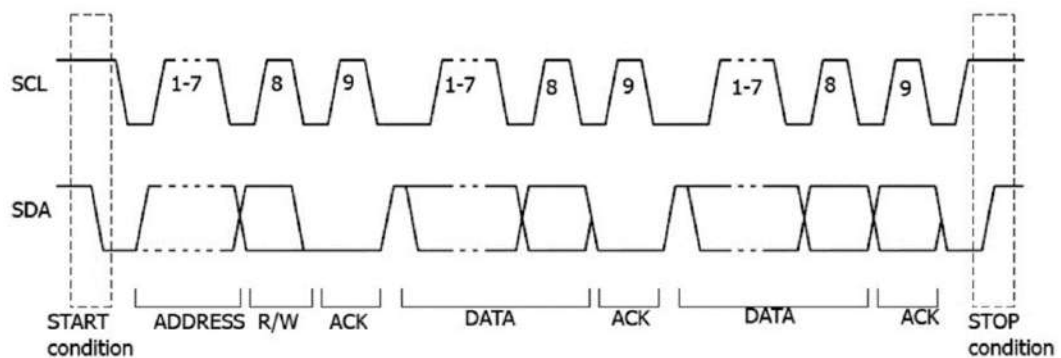 SCL 1-7 8 9 1-7 8 9 1-7 8 9
SDA
START ADDRESS R/W ACK DATA ACK DATA ACK STOP
condition condition